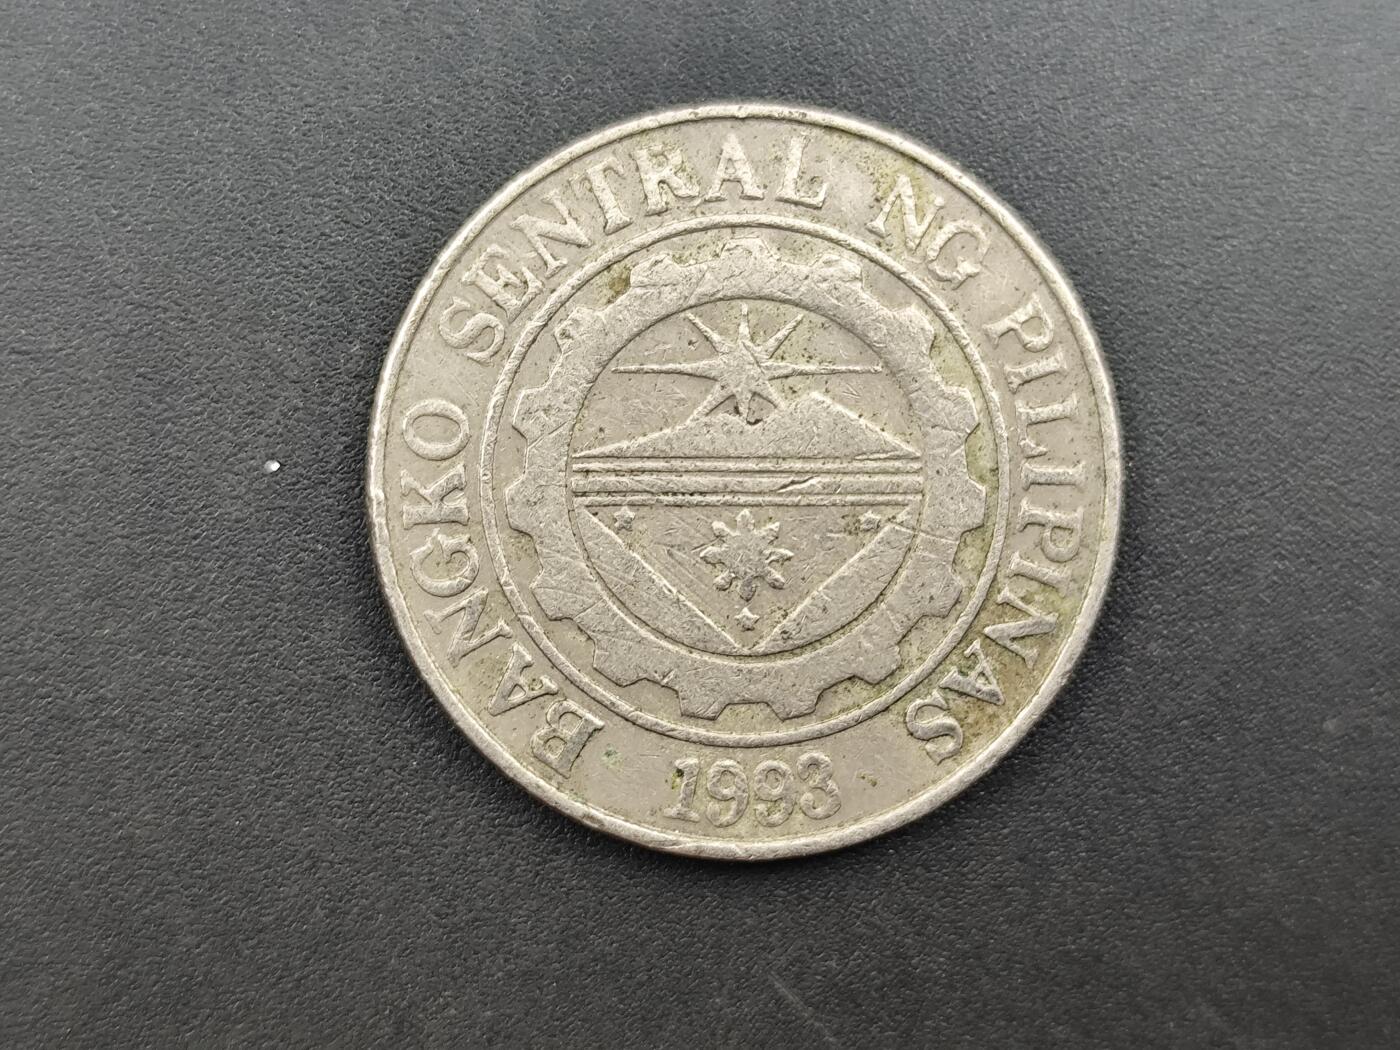 BANGKO SENTRAL NG PILIPINAS
1993